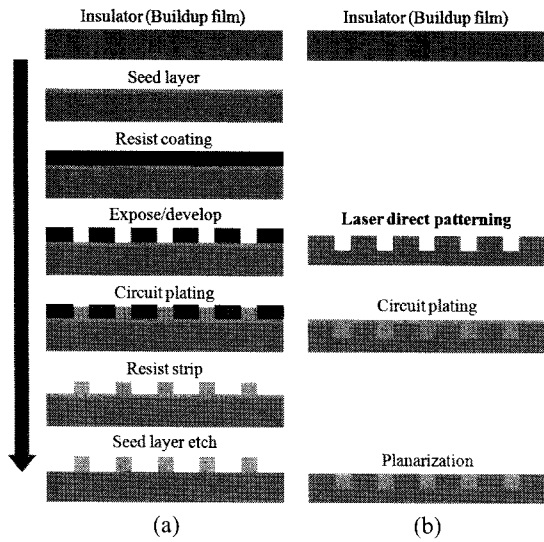 Insulator (Buildup film)
Seed layer
Resist coating
Expose/develop
Circuit plating
Resist strip
Seed layer etch
(a)
Insulator (Buildup film)
Laser direct patterning
Circuit plating
Planarization
(b)